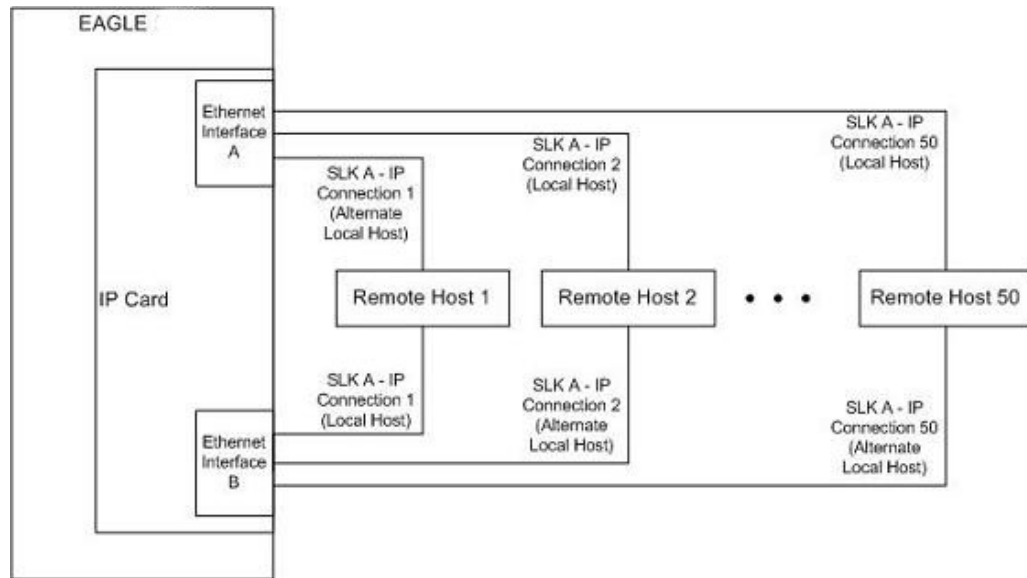 EAGLE
Ethernet
Interface
A
SLK A - IP
Connection 1
(Alternate
Local Host)
SLK A - IP
Connection 2
(Local Host)
SLK A - IP
Connection 50
(Local Host)
IP Card
Remote Host 1
Remote Host 2
Remote Host 50
SLK A - IP
Connection 1
(Local Host)
SLK A - IP
Connection 2
(Alternate
Local Host)
SLK A - IP
Connection 50
(Alternate
Local Host)
Ethernet
Interface
B